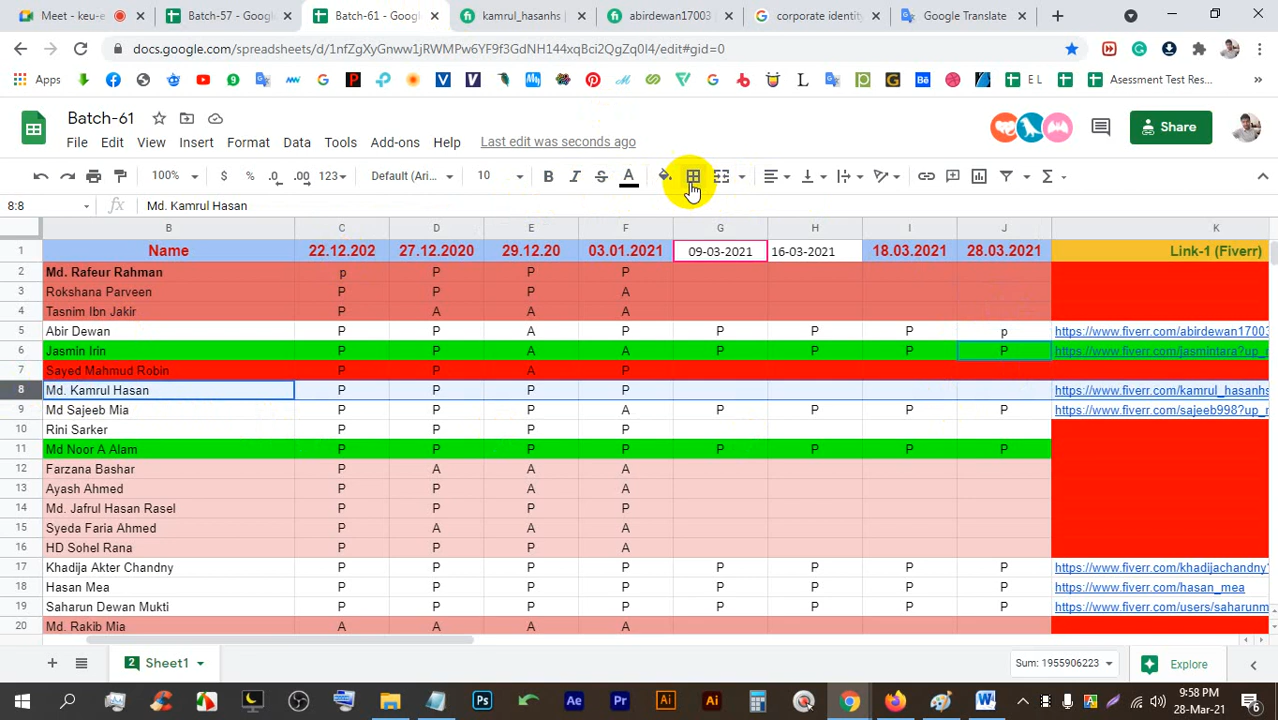 Meet - keu-e
Batch-57 - Googl
Batch-61 - Googl
kamrul_hasanhs
abirdewan17003
corporate identity
Google Translate
docs.google.com/spreadsheets/d/1nfZgXyGnww1jRWMPw6YF9f3GdNH144xqBci2QgZq0I4/edit#gid=0
Apps
E L
Asessment Test Res...
Batch-61
File Edit View Insert Format Data Tools Add-ons Help Last edit was seconds ago
Share
100% $ % .0 .00 123 Default (Ari... 10 B I S A
8:8 fx Md. Kamrul Hasan
B C D E F G H I J K
1 Name 22.12.202 27.12.2020 29.12.20 03.01.2021 09-03-2021 16-03-2021 18.03.2021 28.03.2021 Link-1 (Fiverr)
2 Md. Rafeur Rahman p P P P
3 Rokshana Parveen P P P A
4 Tasnim Ibn Jakir P A A A
5 Abir Dewan P P A P P P P p https://www.fiverr.com/abirdewan17003
6 Jasmin Irin P P A A P P P P https://www.fiverr.com/jasmintara?up_r
7 Sayed Mahmud Robin P P A P
8 Md. Kamrul Hasan P P P P https://www.fiverr.com/kamrul_hasanhs
9 Md Sajeeb Mia P P P A P P P P https://www.fiverr.com/sajeeb998?up_r
10 Rini Sarker P P P P
11 Md Noor A Alam P P P P P P P P
12 Farzana Bashar P A A A
13 Ayash Ahmed P P A A
14 Md. Jafrul Hasan Rasel P P P A
15 Syeda Faria Ahmed P A A A
16 HD Sohel Rana P P P A
17 Khadija Akter Chandny P P P P P P P P https://www.fiverr.com/khadijachandny?
18 Hasan Mea P P P P P P P P https://www.fiverr.com/hasan_mea
19 Saharun Dewan Mukti P P P P P P P P https://www.fiverr.com/users/saharunm
20 Md. Rakib Mia A A A A
2 Sheet1
Sum: 1955906223
Explore
9:58 PM
28-Mar-21
6